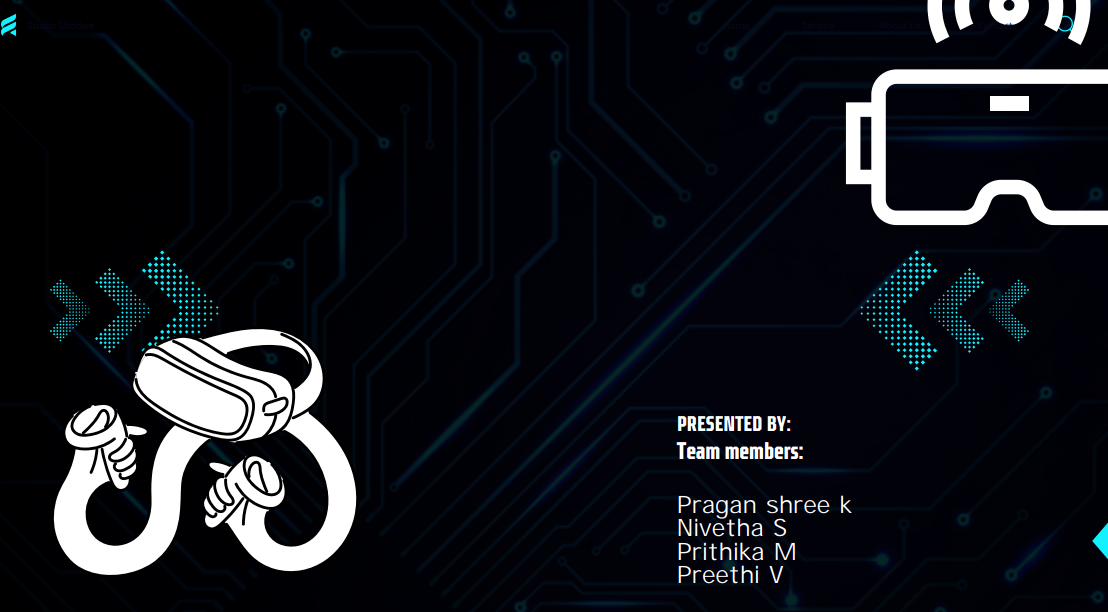 PRESENTED BY:
Team members:
Pragan shree k
Nivetha S
Prithika M
Preethi V